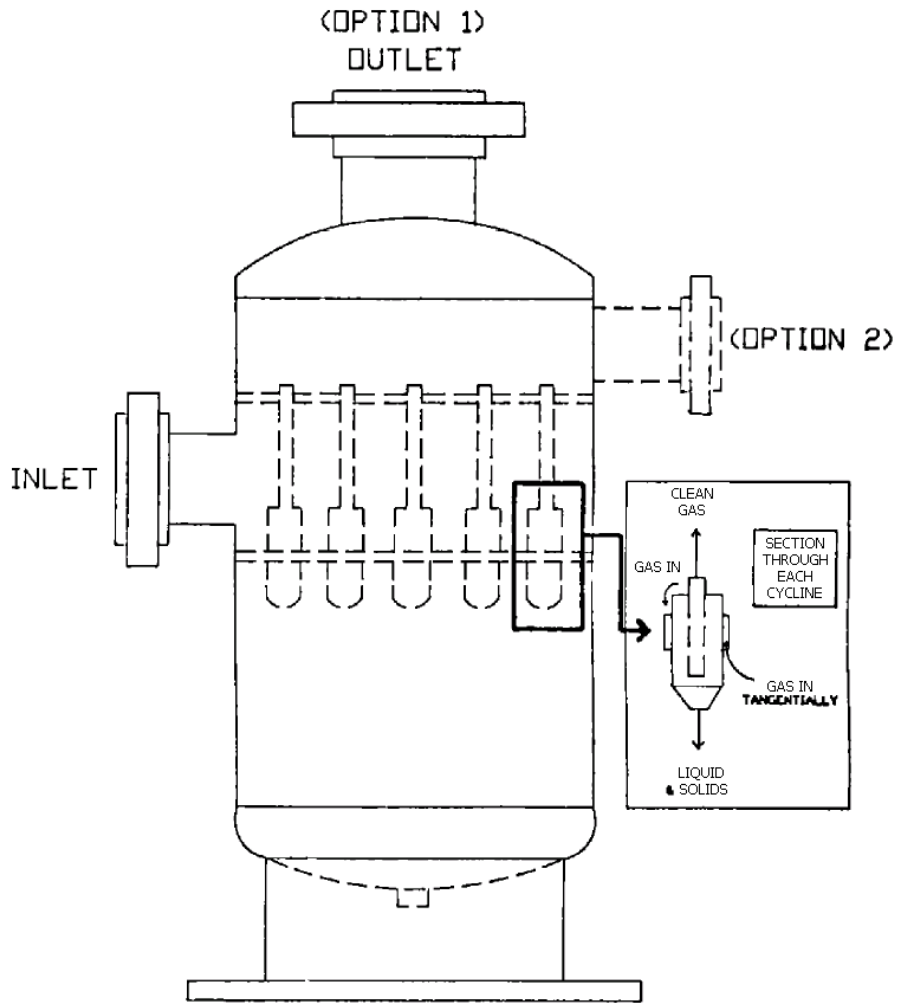 (OPTION 1)
OUTLET
(OPTION 2)
INLET
CLEAN
GAS
SECTION
THROUGH
EACH
CYCLINE
GAS IN
GAS IN
TANGENTIALLY
LIQUID
& SOLIDS